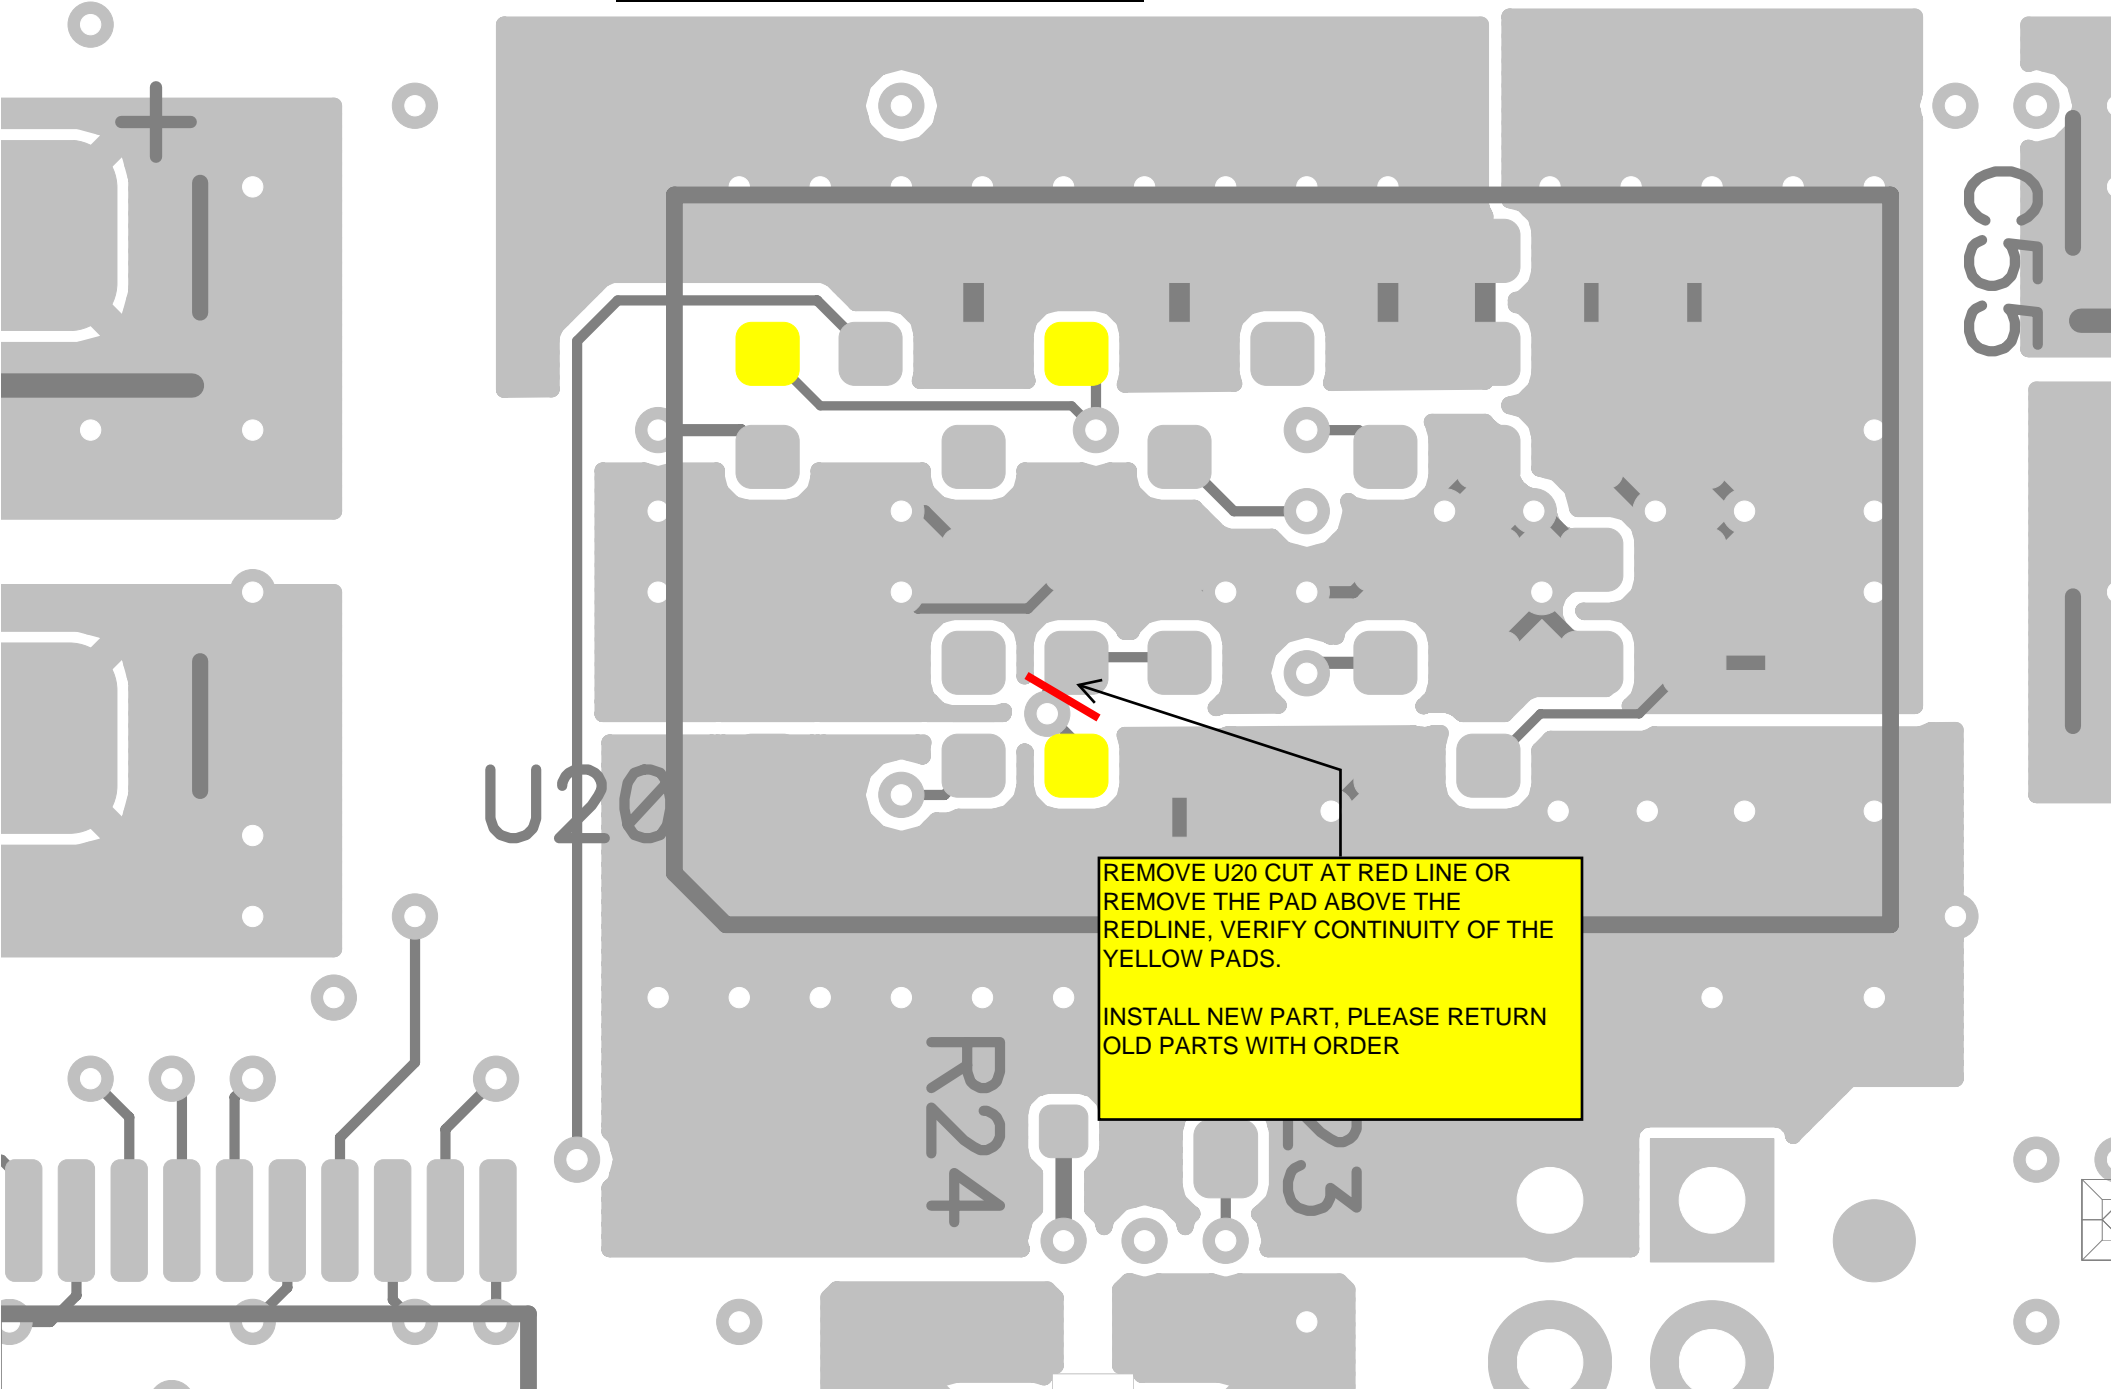 C55
U20
REMOVE U20 CUT AT RED LINE OR
REMOVE THE PAD ABOVE THE
REDLINE, VERIFY CONTINUITY OF THE
YELLOW PADS.
INSTALL NEW PART, PLEASE RETURN
OLD PARTS WITH ORDER
R24
23